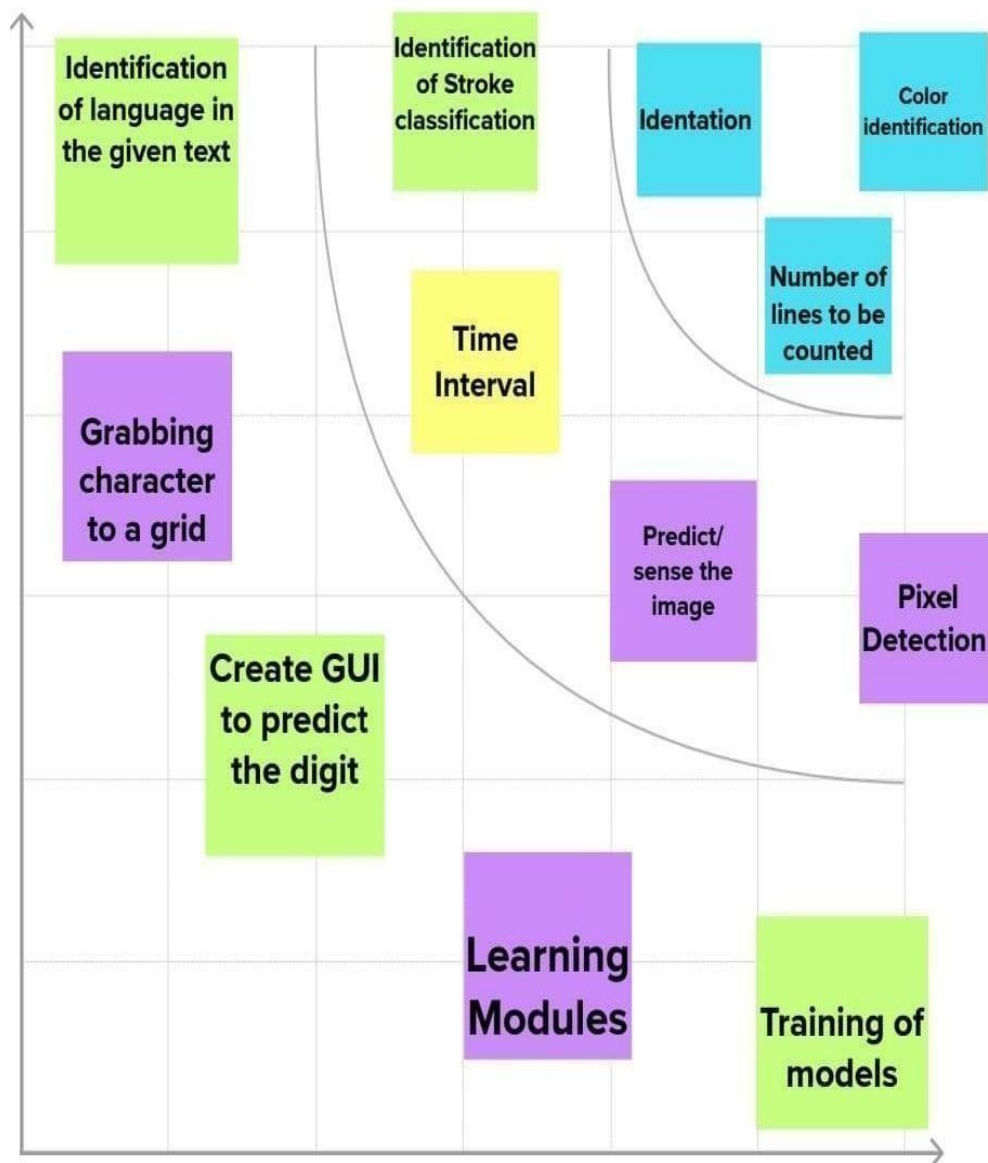 Identification
of language in
the given text
Identification
of Stroke
classification
Identation
Color
identification
Number of
lines to be
counted
Time
Interval
Grabbing
character
to a grid
Predict/
sense the
image
Pixel
Detection
Create GUI
to predict
the digit
Learning
Modules
Training of
models